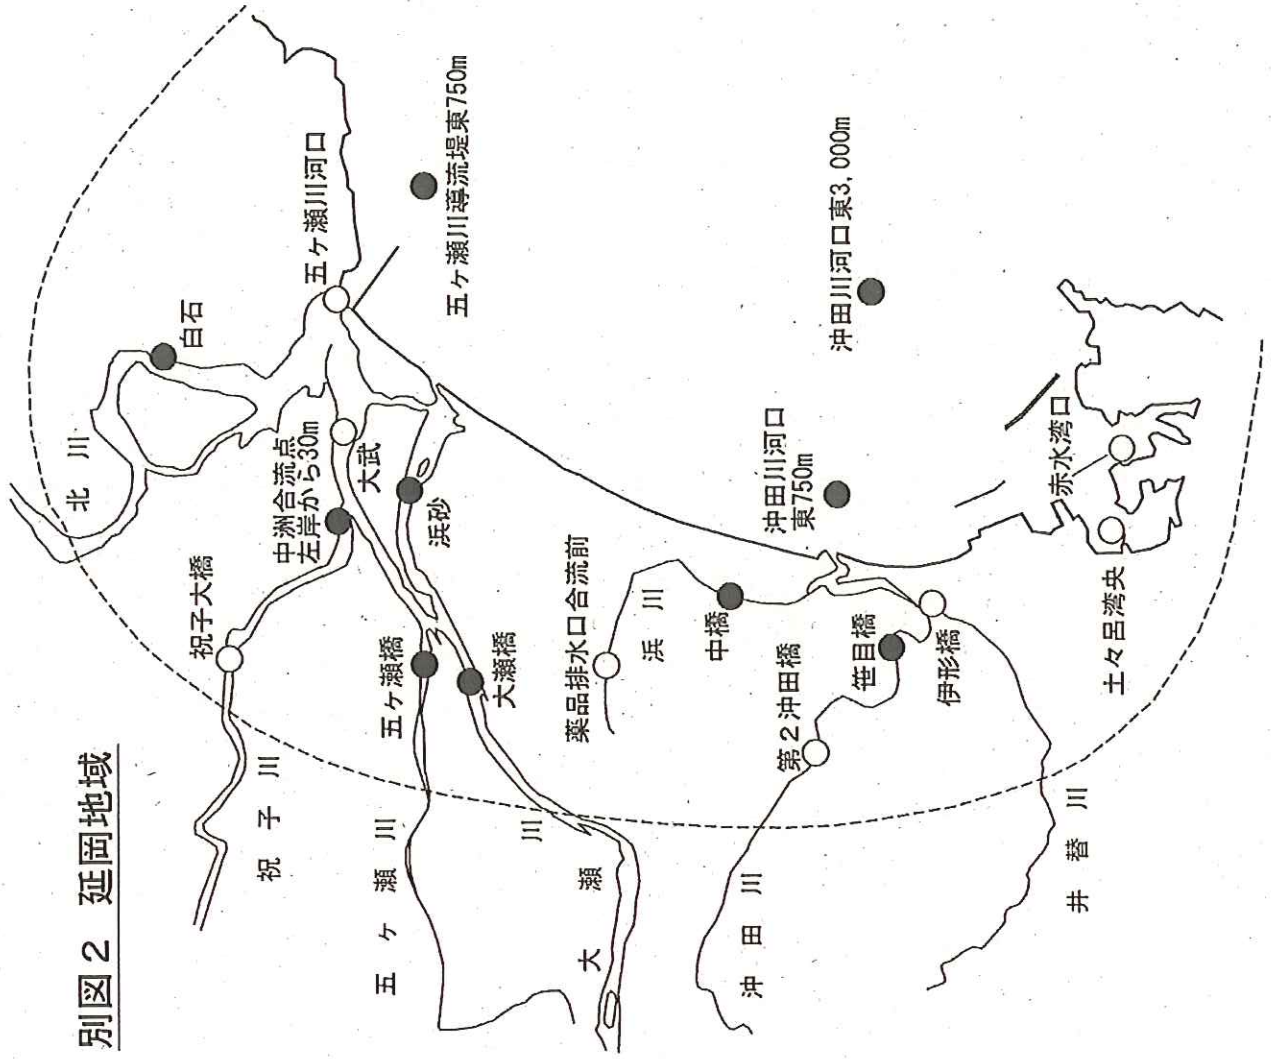 別図２　延岡地域
北川
白石
五ヶ瀬川河口
五ヶ瀬川導流堤東750m
祝子大橋
中洲合流点
左岸から30m
大武
浜砂
祝子川
五ヶ瀬橋
大瀬橋
五ヶ瀬川
大瀬川
薬品排水口合流前
浜川
中橋
沖田川河口
東750m
沖田川河口東3,000m
第２沖田橋
笹目橋
伊形橋
沖田川
井替川
赤水湾口
土々呂湾央